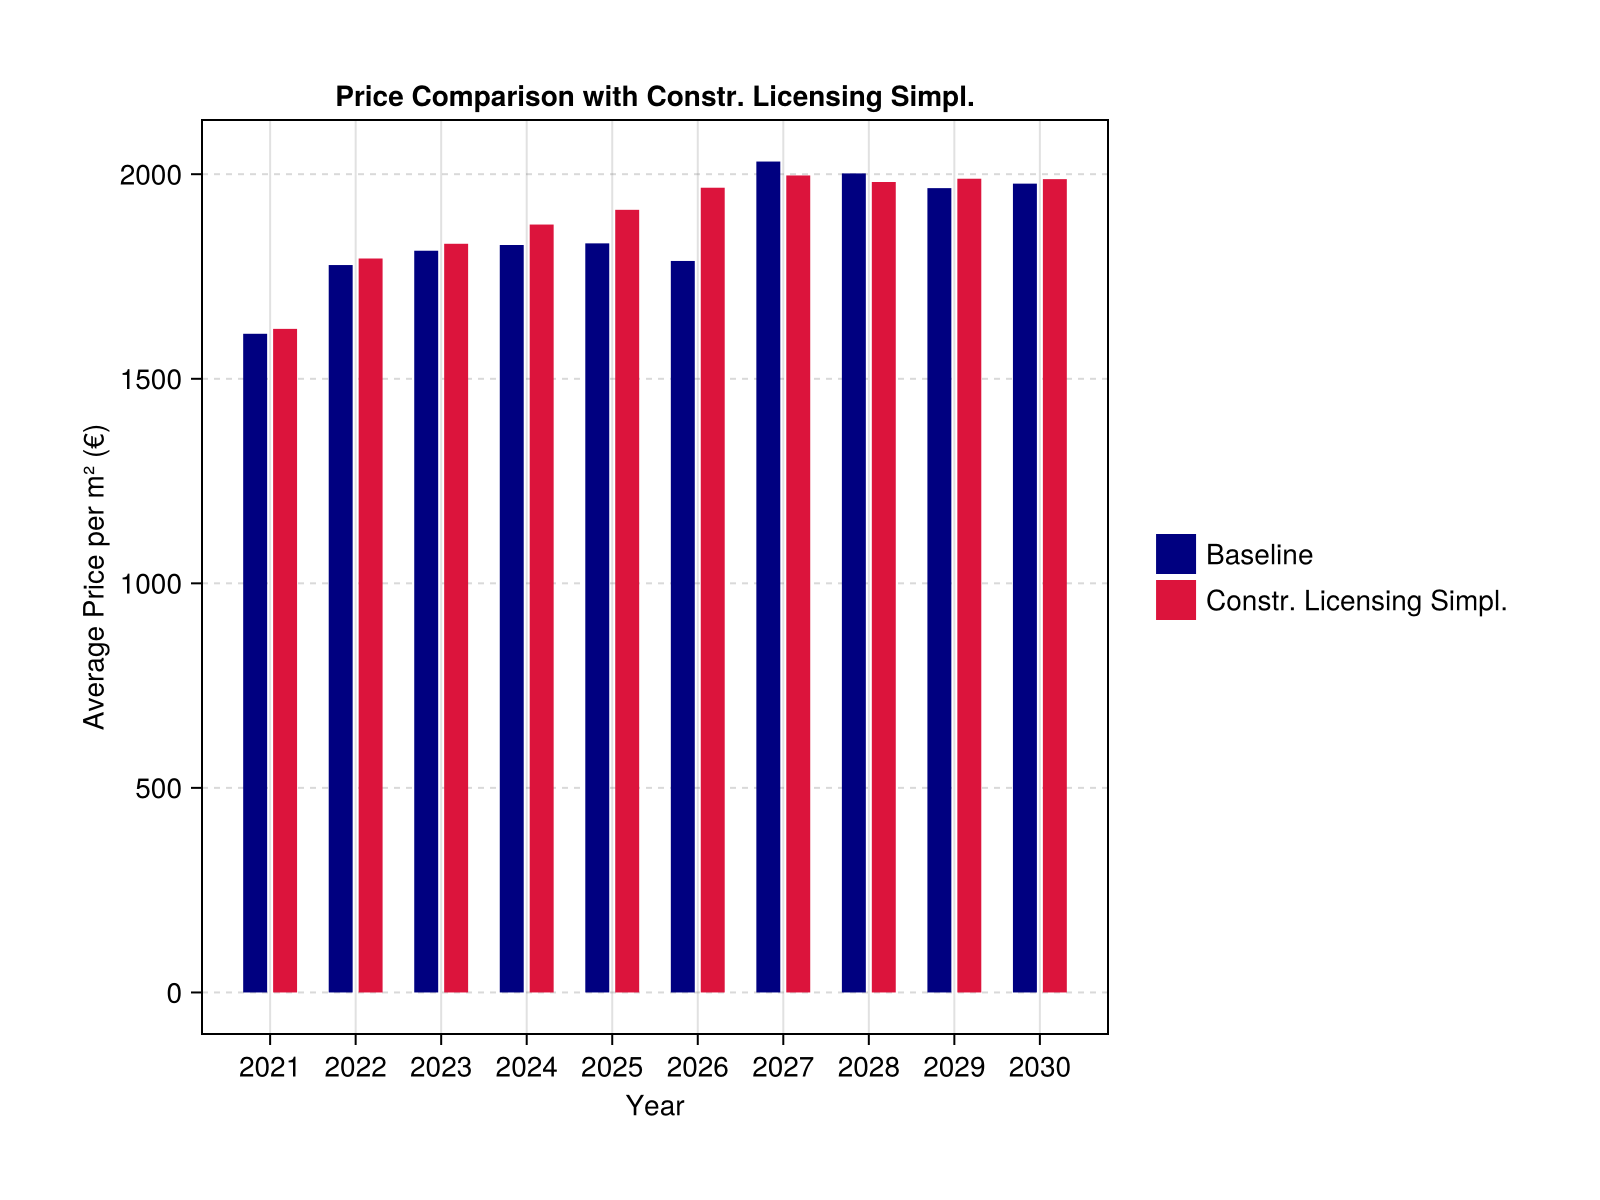 Price Comparison with Constr. Licensing Simpl.
Average Price per m² (€)
2000
1500
1000
500
0
2021 2022 2023 2024 2025 2026 2027 2028 2029 2030
Year
Baseline
Constr. Licensing Simpl.